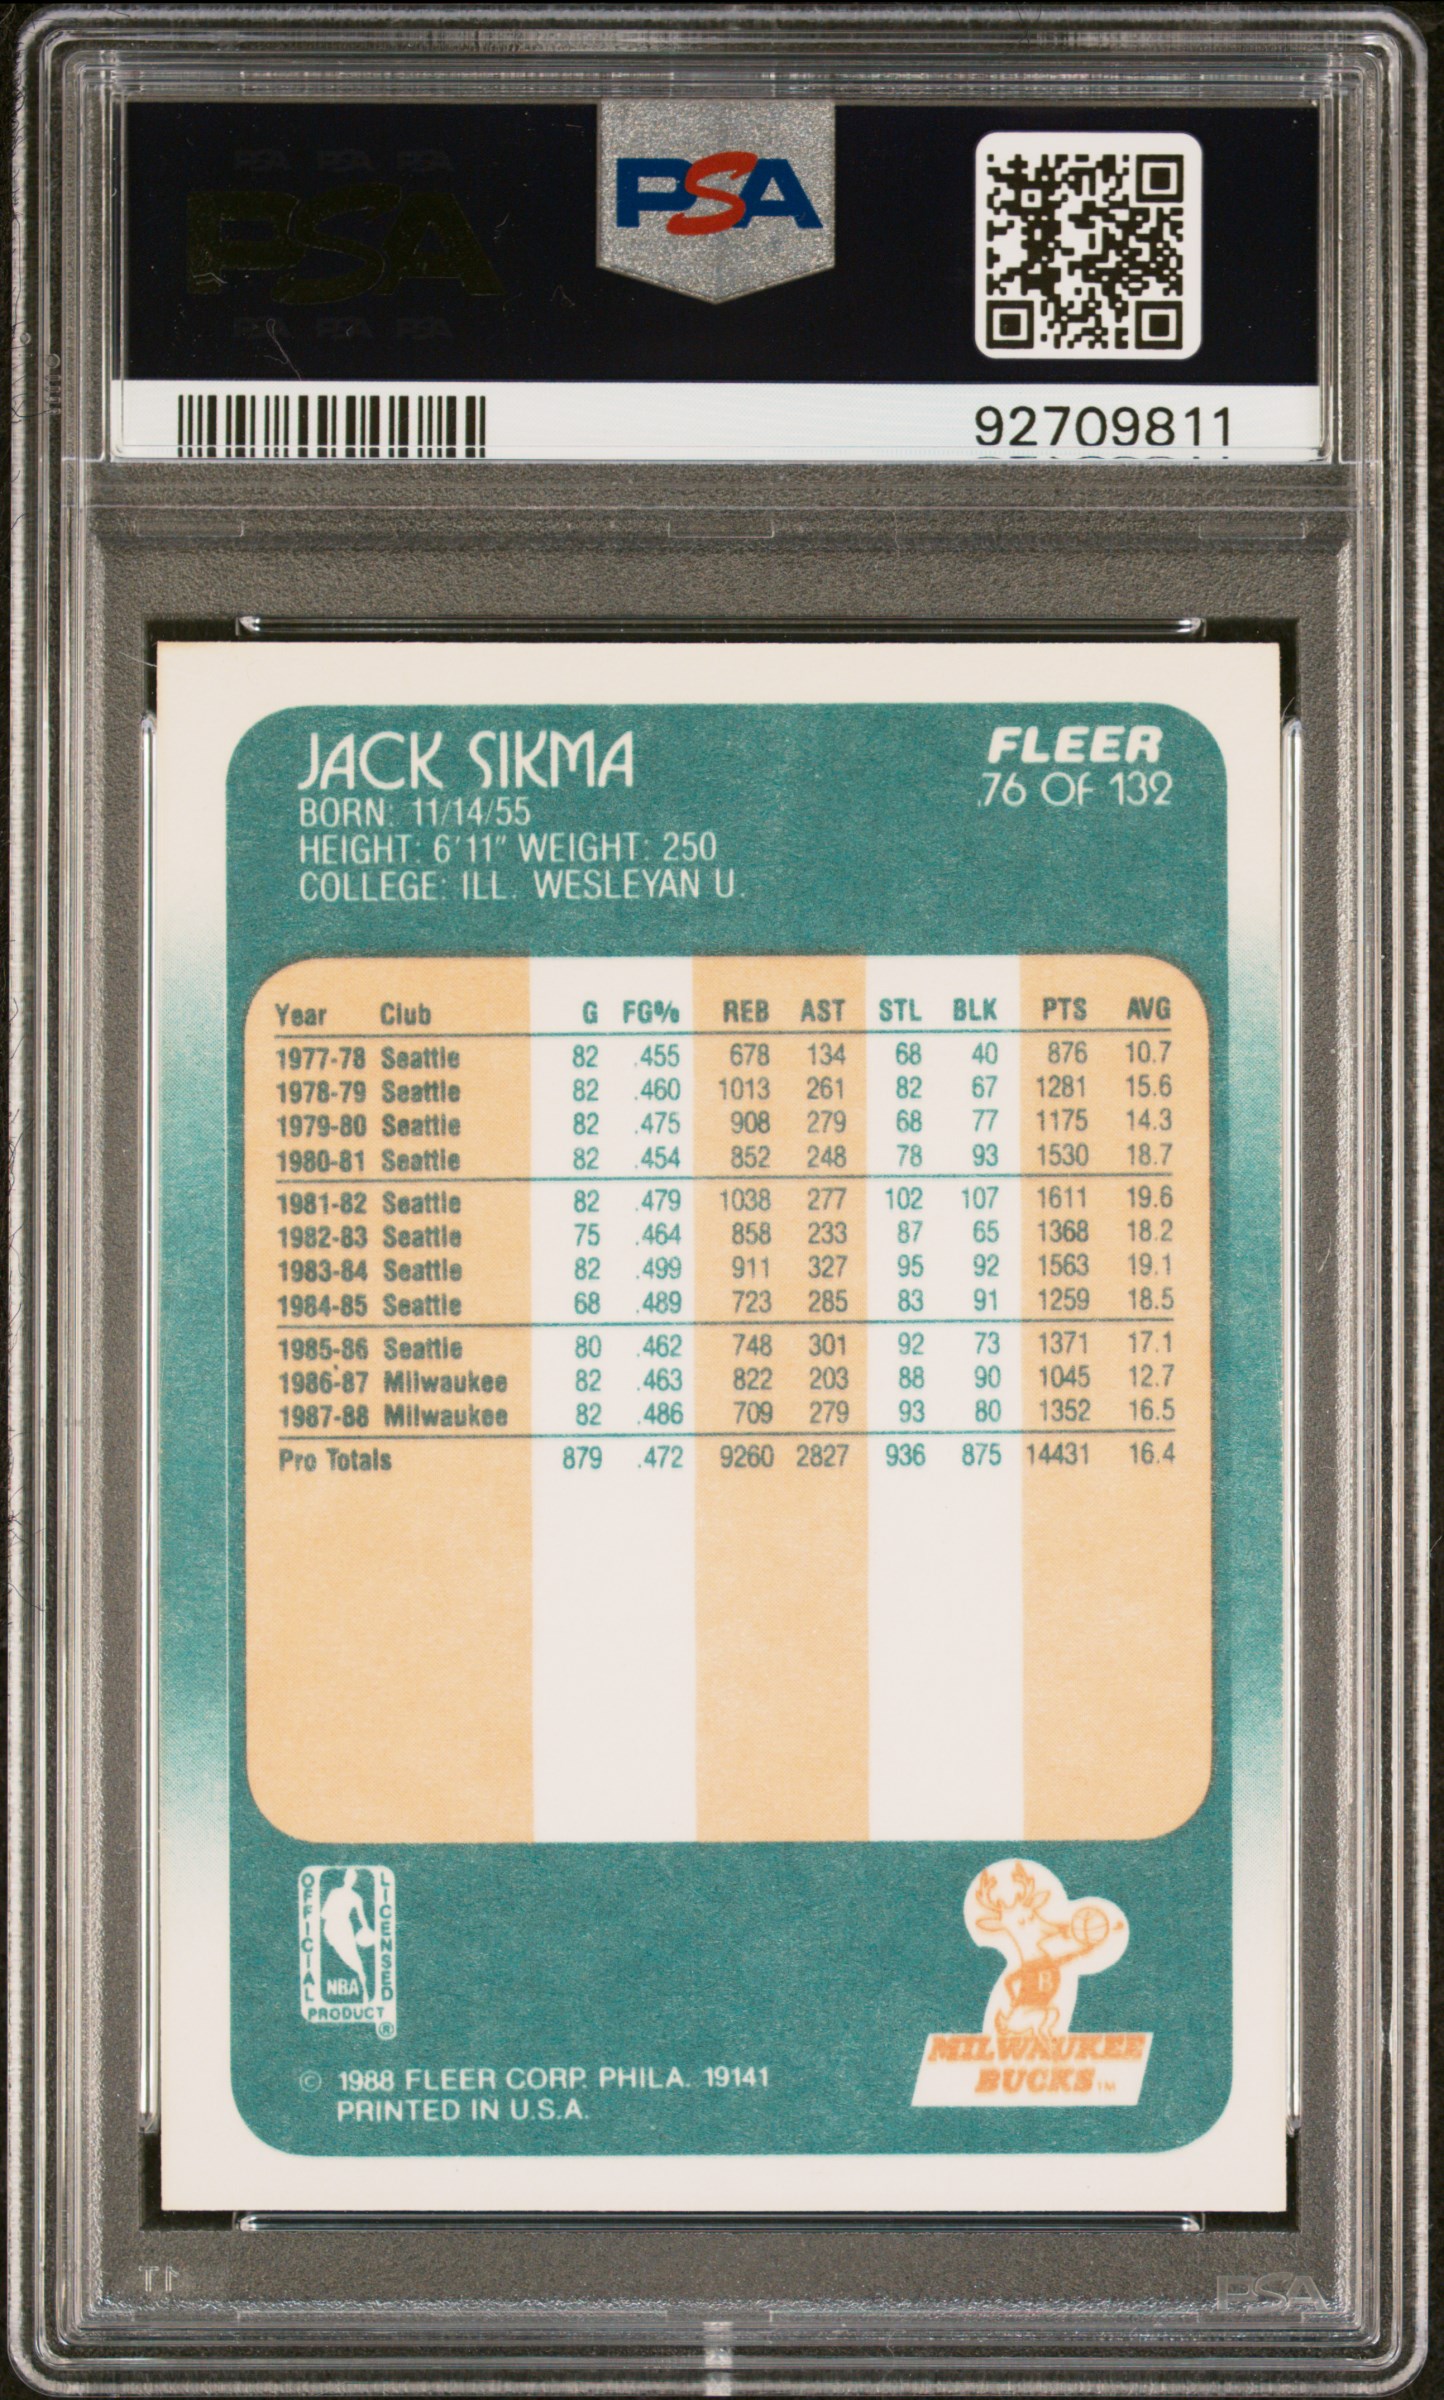 PSA PSA PSA
PSA
PSA PSA PSA
PSA
92709811
JACK SIKMA
BORN: 11/14/55
HEIGHT: 6'11" WEIGHT: 250
COLLEGE: ILL. WESLEYAN U.
FLEER
76 OF 132
Year Club G FG% REB AST STL BLK PTS AVG
1977-78 Seattle 82 .455 678 134 68 40 876 10.7
1978-79 Seattle 82 .460 1013 261 82 67 1281 15.6
1979-80 Seattle 82 .475 908 279 68 77 1175 14.3
1980-81 Seattle 82 .454 852 248 78 93 1530 18.7
1981-82 Seattle 82 .479 1038 277 102 107 1611 19.6
1982-83 Seattle 75 .464 858 233 87 65 1368 18.2
1983-84 Seattle 82 .499 911 327 95 92 1563 19.1
1984-85 Seattle 68 .489 723 285 83 91 1259 18.5
1985-86 Seattle 80 .462 748 301 92 73 1371 17.1
1986-87 Milwaukee 82 .463 822 203 88 90 1045 12.7
1987-88 Milwaukee 82 .486 709 279 93 80 1352 16.5
Pro Totals 879 .472 9260 2827 936 875 14431 16.4
OFFICIAL LICENSED
NBA
PRODUCT
®
B
MILWAUKEE
BUCKS TM
© 1988 FLEER CORP. PHILA. 19141
PRINTED IN U.S.A.
PSA